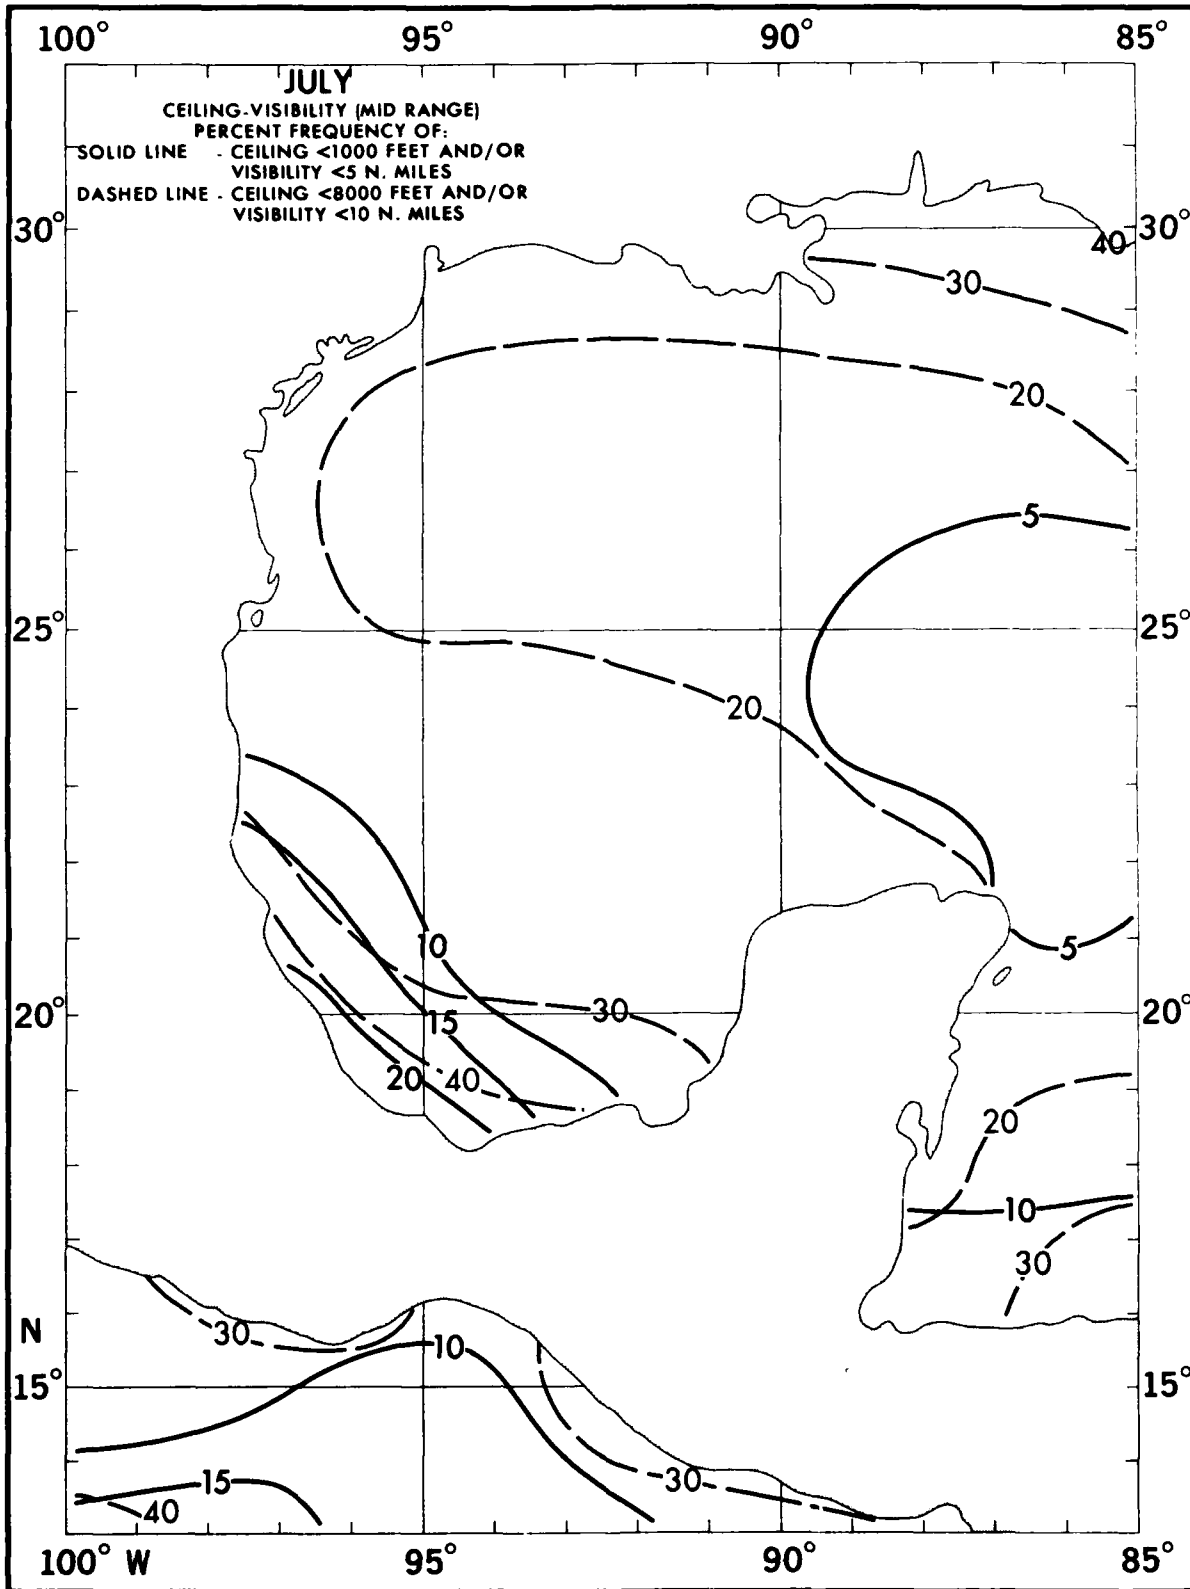 100° 95° 90° 85°
JULY
CEILING-VISIBILITY (MID RANGE)
PERCENT FREQUENCY OF:
SOLID LINE - CEILING <1000 FEET AND/OR
VISIBILITY <5 N. MILES
DASHED LINE - CEILING <8000 FEET AND/OR
VISIBILITY <10 N. MILES
30° 40 30°
30
20
5
25° 25°
20
10 5
20° 15 30 20°
20 40
20
10
30
N 30 10
15° 15°
15 30
40
100° W 95° 90° 85°